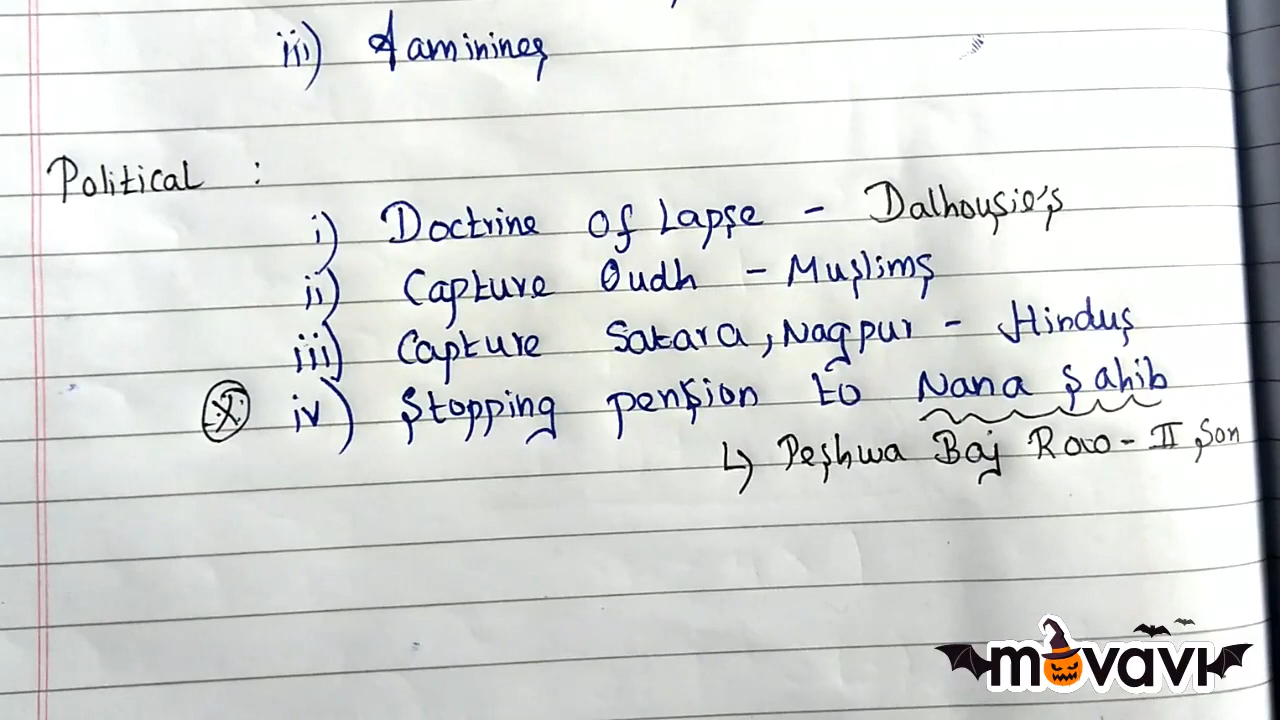 iii) faminines
Political :
i) Doctrine of Lapse - Dalhousie's
ii) Capture Oudh - Muslims
iii) Capture Satara, Nagpur - Hindus
iv) Stopping pension to Nana Sahib
↳ Peshwa Baj Rao - II Son
movavi